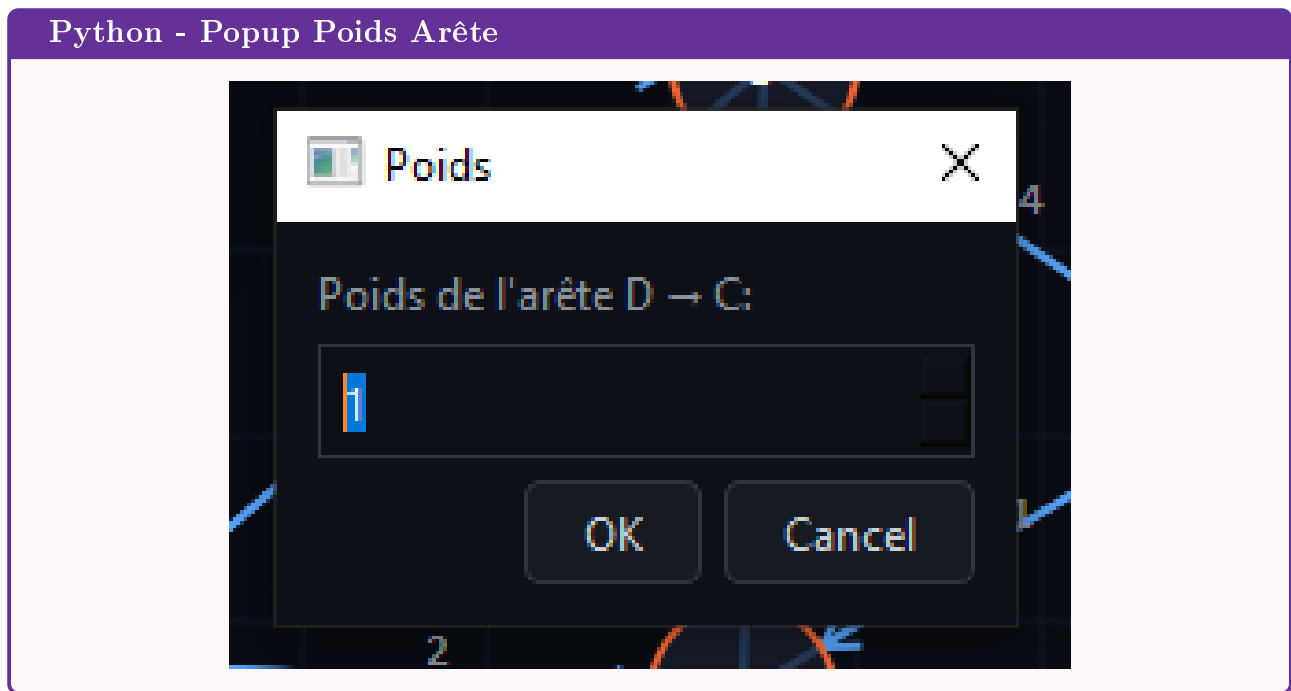 Python - Popup Poids Arête
Poids
4
Poids de l'arête D → C:
1
OK
Cancel
1
2